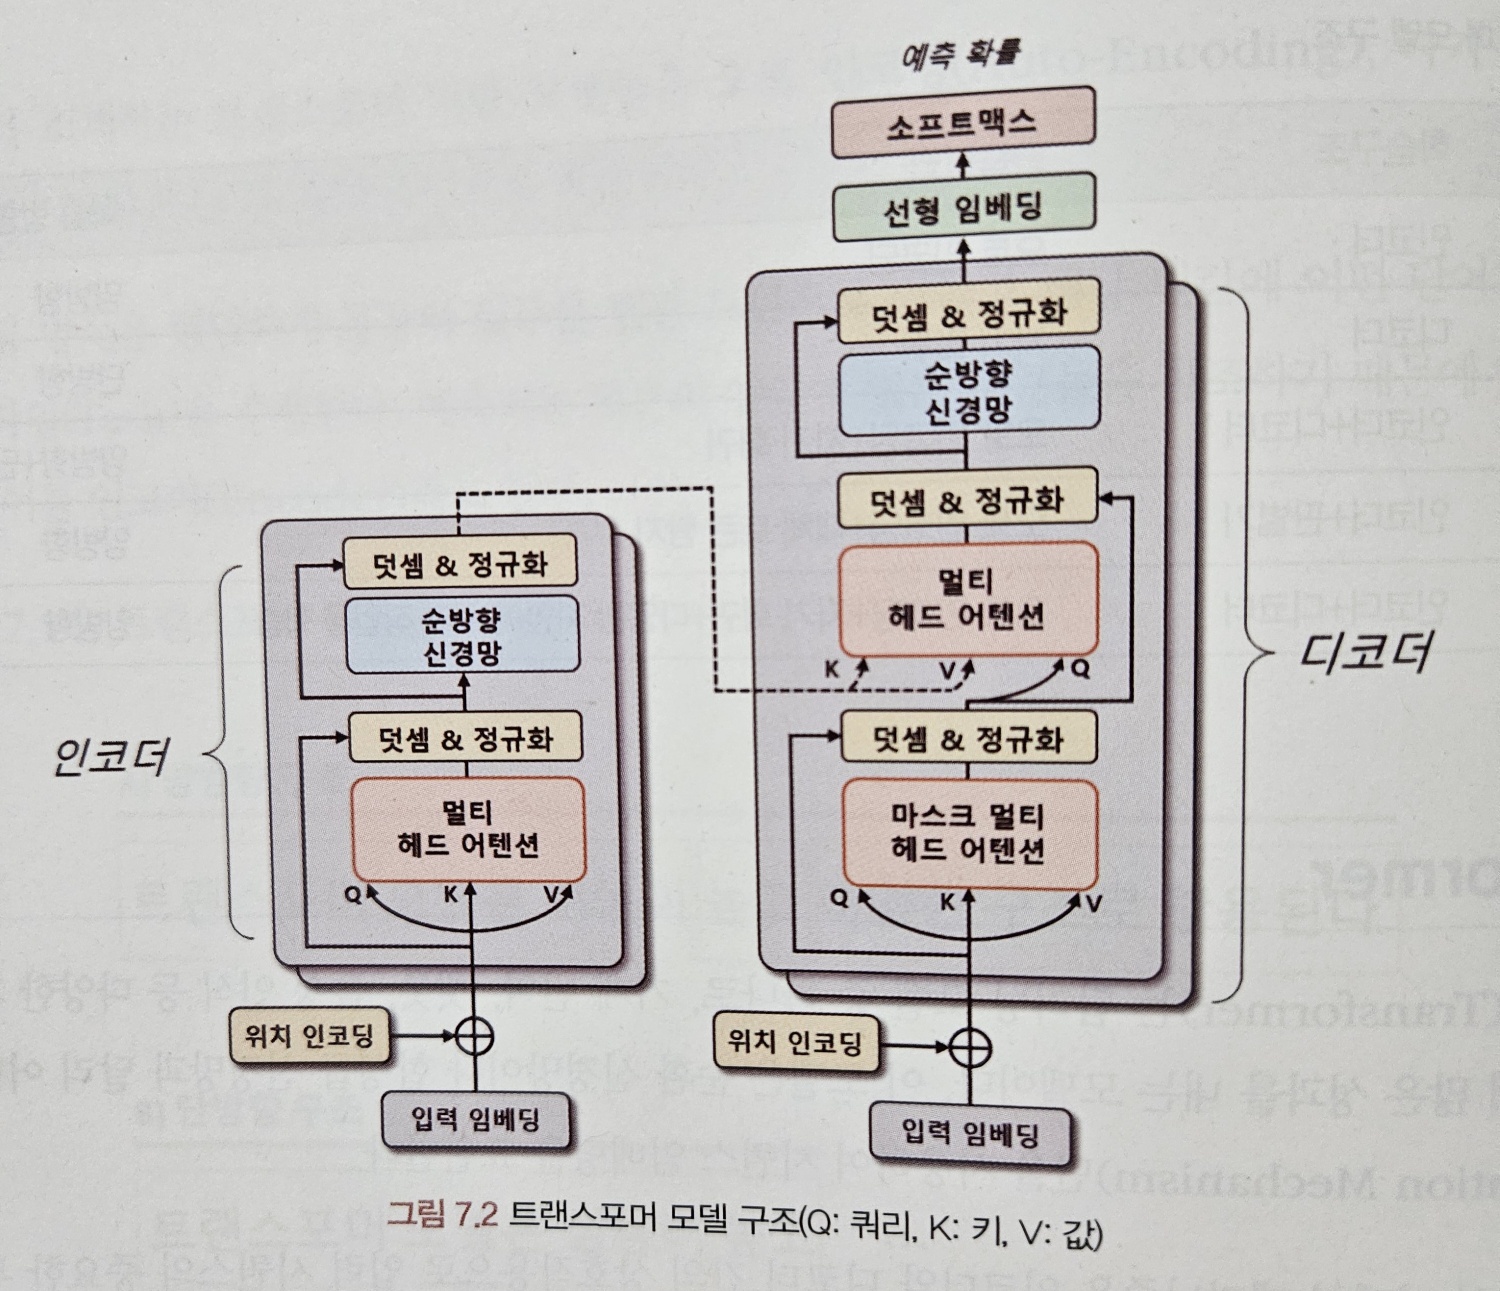 예측 확률
소프트맥스
선형 임베딩
덧셈 & 정규화
순방향
신경망
덧셈 & 정규화
멀티
헤드 어텐션
K
V
Q
덧셈 & 정규화
마스크 멀티
헤드 어텐션
Q
K
V
디코더
위치 인코딩
입력 임베딩
덧셈 & 정규화
순방향
신경망
덧셈 & 정규화
멀티
헤드 어텐션
Q
K
V
인코더
위치 인코딩
입력 임베딩
그림 7.2 트랜스포머 모델 구조(Q: 쿼리, K: 키, V: 값)